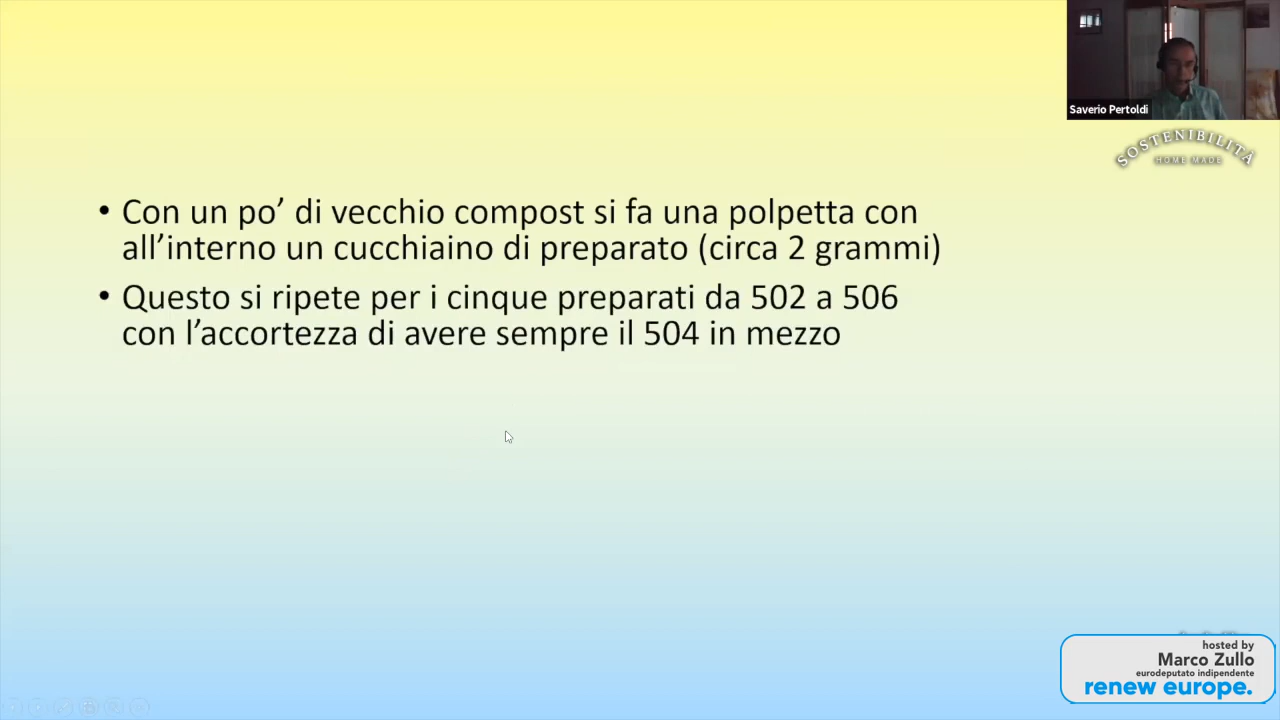 Saverio Pertoldi
SOSTENIBILITÀ
HOME MADE
• Con un po’ di vecchio compost si fa una polpetta con
all’interno un cucchiaino di preparato (circa 2 grammi)
• Questo si ripete per i cinque preparati da 502 a 506
con l’accortezza di avere sempre il 504 in mezzo
hosted by
Marco Zullo
eurodeputato indipendente
renew europe.